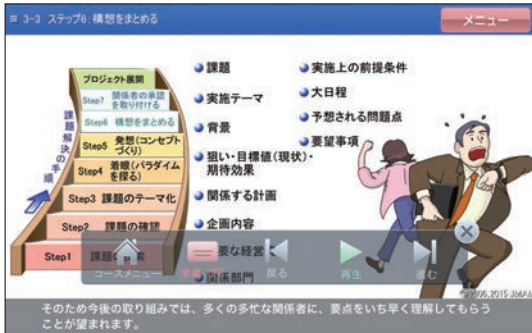 3-3 ステップ6:構想をまとめる
メニュー
プロジェクト展開
Step7 関係者の承認
を取り付ける
Step6 構想をまとめる
Step5 発想(コンセプト
づくり)
Step4 着眼(パラダイム
を探る)
Step3 課題のテーマ化
Step2 課題の確認
Step1 課題の
課題解決の手順
課題
実施テーマ
背景
狙い・目標値(現状)・
期待効果
関係する計画
企画内容
要な経営
関係部門
実施上の前提条件
大日程
予想される問題点
要望事項
コースメニュー
戻る
再生
進む
©2006,2015 JMAM
そのため今後の取り組みでは、多くの多忙な関係者に、要点をいち早く理解してもらう
ことが望まれます。